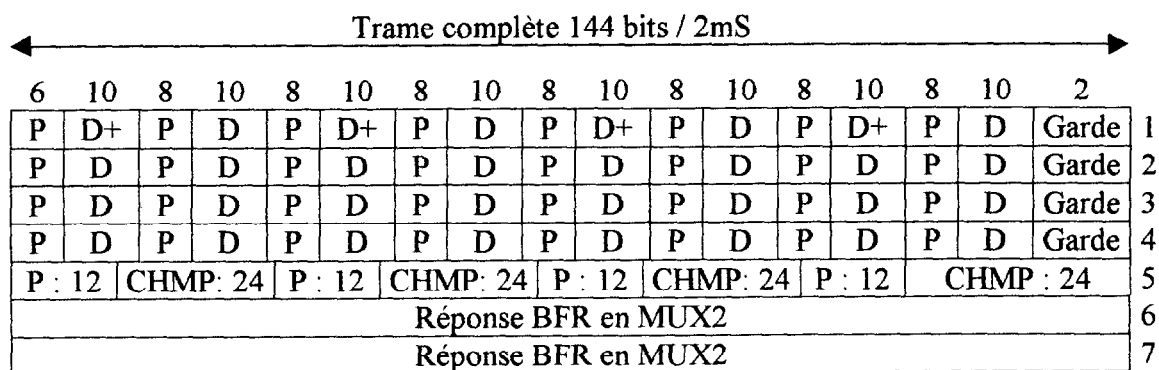 Trame complète 144 bits / 2mS
6 10 8 10 8 10 8 10 8 10 8 10 8 10 8 10 2
P D+ P D P D+ P D P D+ P D P D+ P D Garde 1
P D P D P D P D P D P D P D P D Garde 2
P D P D P D P D P D P D P D P D Garde 3
P D P D P D P D P D P D P D P D Garde 4
P : 12 CHMP: 24 P : 12 CHMP: 24 P : 12 CHMP: 24 P : 12 CHMP : 24 5
Réponse BFR en MUX2 6
Réponse BFR en MUX2 7